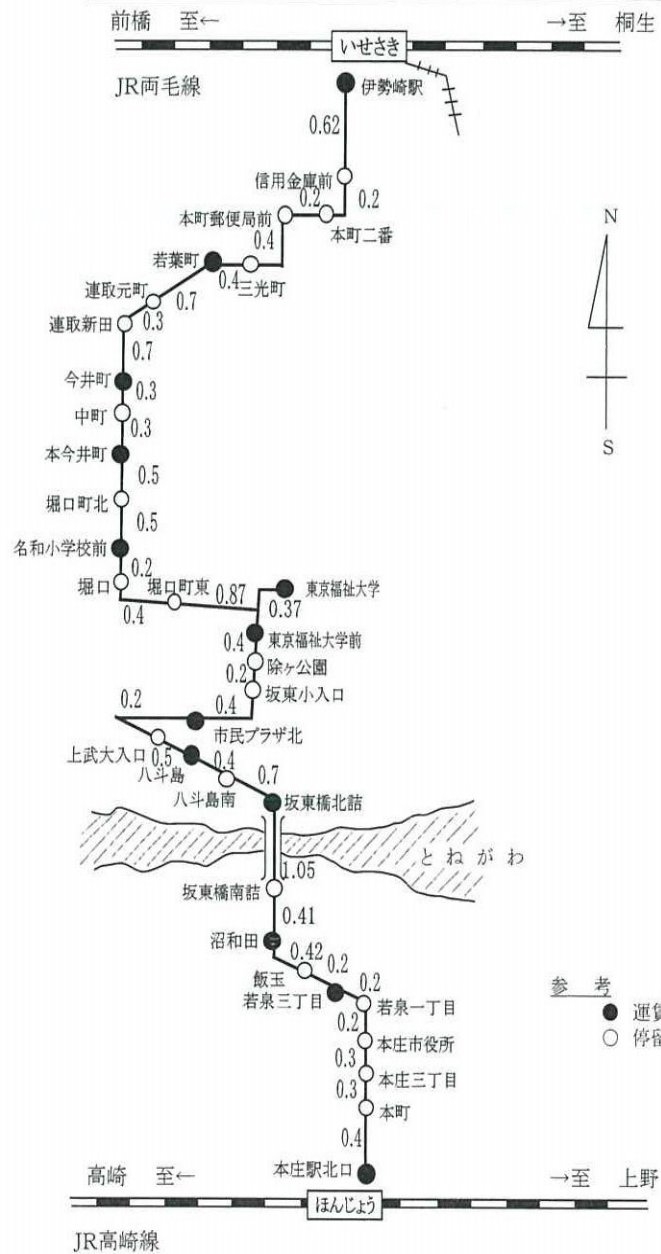 前橋 至← いせさき →至 桐生
JR両毛線
伊勢崎駅
0.62
信用金庫前
0.2
0.2
本町郵便局前
本町二番
0.4
N
若葉町
0.4
三光町
連取元町
0.7
0.3
連取新田
0.7
今井町
0.3
中町
0.3
本今井町
S
0.5
堀口町北
0.5
名和小学校前
0.2
堀口
堀口町東
0.87
東京福祉大学
0.4
0.37
0.4
東京福祉大学前
除ヶ公園
0.2
坂東小入口
0.2
0.4
市民プラザ北
上武大入口
0.5
八斗島
0.4
八斗島南
0.7
坂東橋北詰
とねがわ
1.05
坂東橋南詰
0.41
沼和田
0.42
飯玉
0.2
若泉三丁目
0.2
若泉一丁目
参考
● 運賃
○ 停留
0.2
本庄市役所
0.3
本庄三丁目
0.3
本町
0.4
本庄駅北口
高崎 至← ほんじょう →至 上野
JR高崎線